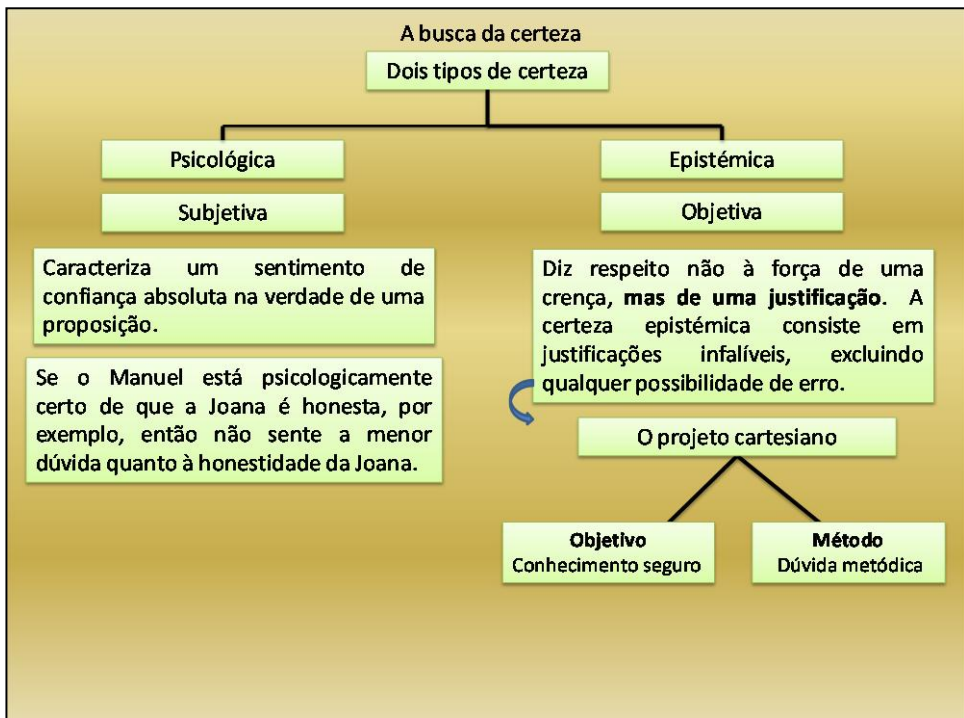 A busca da certeza
Dois tipos de certeza
Psicológica
Epistémica
Subjetiva
Objetiva
Caracteriza um sentimento de
confiança absoluta na verdade de uma
proposição.
Se o Manuel está psicologicamente
certo de que a Joana é honesta, por
exemplo, então não sente a menor
dúvida quanto à honestidade da Joana.
Diz respeito não à força de uma
crença, mas de uma justificação. A
certeza epistémica consiste em
justificações infalíveis, excluindo
qualquer possibilidade de erro.
O projeto cartesiano
Objetivo
Conhecimento seguro
Método
Dúvida metódica